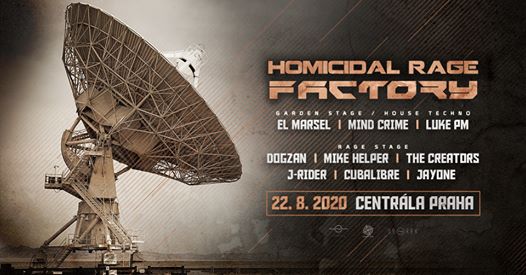 HOMICIDAL RAGE
FACTORY
GARDEN STAGE / HOUSE TECHNO
EL MARSEL | MIND CRIME | LUKE PM
RAGE STAGE
DOGZAN | MIKE HELPER | THE CREATORS
J-RIDER | CUBALIBRE | JAYONE
22. 8. 2020 CENTRÁLA PRAHA